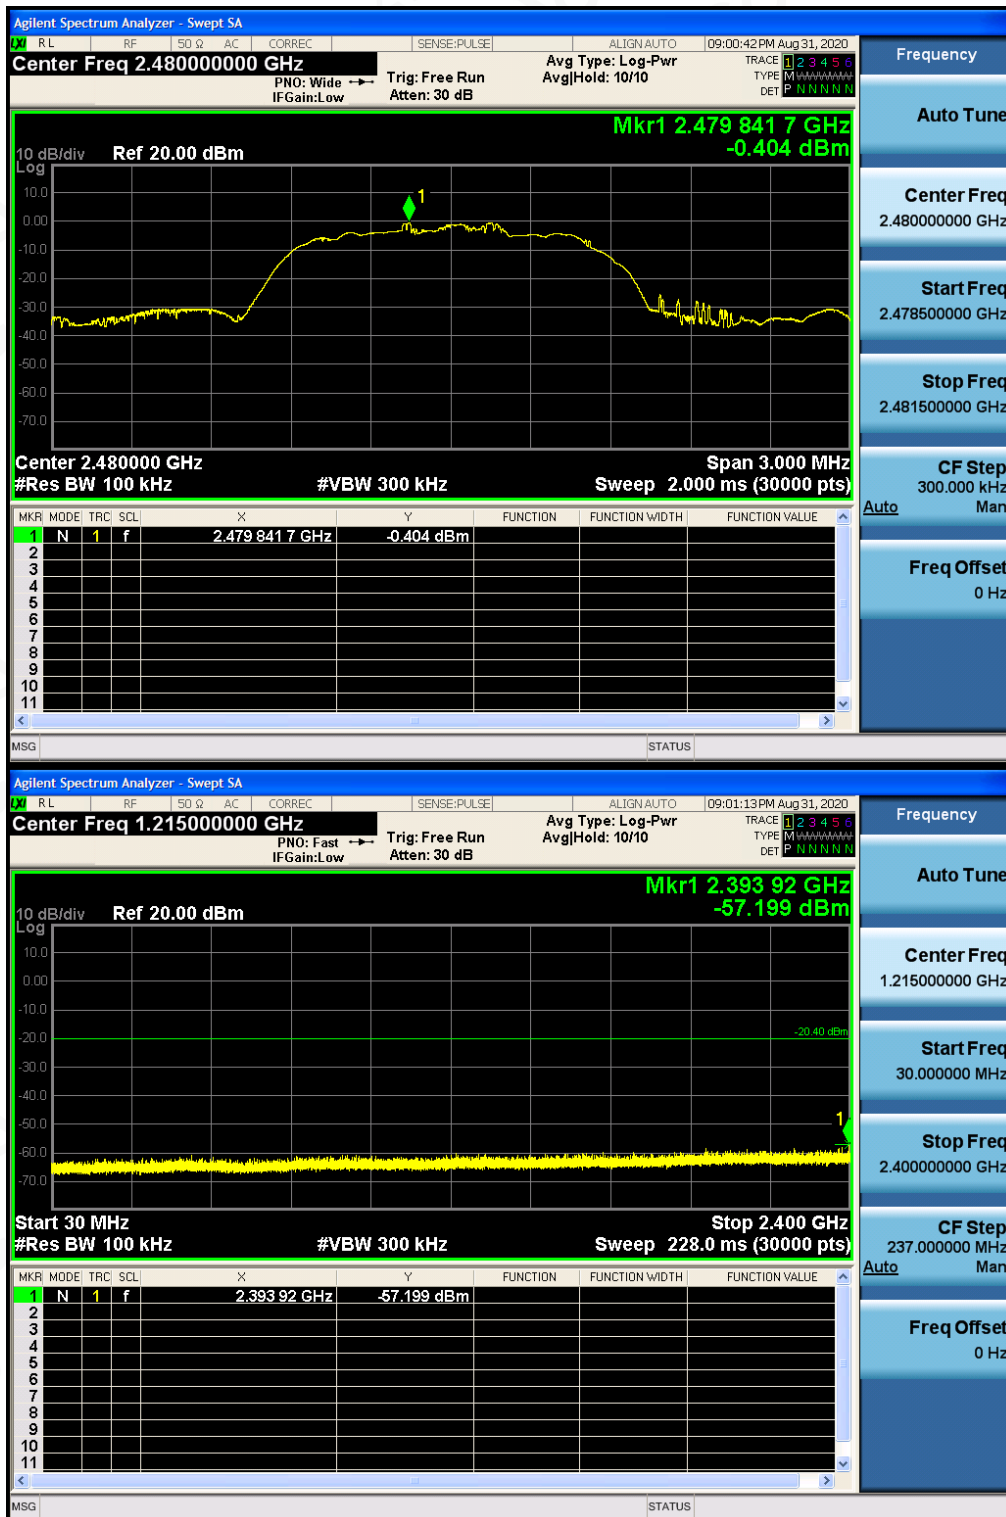 Agilent Spectrum Analyzer - Swept SA
LXI RL RF 50 Ω AC CORREC SENSE:PULSE ALIGN AUTO 09:00:42 PM Aug 31, 2020
Center Freq 2.480000000 GHz
PNO: Wide
IFGain:Low
Trig: Free Run
Atten: 30 dB
Avg Type: Log-Pwr
Avg|Hold: 10/10
TRACE 1 2 3 4 5 6
TYPE M WWWWW
DET P N N N N N
Mkr1 2.479 841 7 GHz
-0.404 dBm
10 dB/div Ref 20.00 dBm
Log
10.0
0.00
-10.0
-20.0
-30.0
-40.0
-50.0
-60.0
-70.0
1
Center 2.480000 GHz Span 3.000 MHz
#Res BW 100 kHz #VBW 300 kHz Sweep 2.000 ms (30000 pts)
MKR MODE TRC SCL X Y FUNCTION FUNCTION WIDTH FUNCTION VALUE
1 N 1 f 2.479 841 7 GHz -0.404 dBm
2
3
4
5
6
7
8
9
10
11
MSG STATUS
Frequency
Auto Tune
Center Freq
2.480000000 GHz
Start Freq
2.478500000 GHz
Stop Freq
2.481500000 GHz
CF Step
300.000 kHz
Auto Man
Freq Offset
0 Hz
Agilent Spectrum Analyzer - Swept SA
LXI RL RF 50 Ω AC CORREC SENSE:PULSE ALIGN AUTO 09:01:13 PM Aug 31, 2020
Center Freq 1.215000000 GHz
PNO: Fast
IFGain:Low
Trig: Free Run
Atten: 30 dB
Avg Type: Log-Pwr
Avg|Hold: 10/10
TRACE 1 2 3 4 5 6
TYPE M WWWWW
DET P N N N N N
Mkr1 2.393 92 GHz
-57.199 dBm
10 dB/div Ref 20.00 dBm
Log
10.0
0.00
-10.0
-20.0
-30.0
-40.0
-50.0
-60.0
-70.0
-20.40 dBm
1
Start 30 MHz Stop 2.400 GHz
#Res BW 100 kHz #VBW 300 kHz Sweep 228.0 ms (30000 pts)
MKR MODE TRC SCL X Y FUNCTION FUNCTION WIDTH FUNCTION VALUE
1 N 1 f 2.393 92 GHz -57.199 dBm
2
3
4
5
6
7
8
9
10
11
MSG STATUS
Frequency
Auto Tune
Center Freq
1.215000000 GHz
Start Freq
30.000000 MHz
Stop Freq
2.400000000 GHz
CF Step
237.000000 MHz
Auto Man
Freq Offset
0 Hz